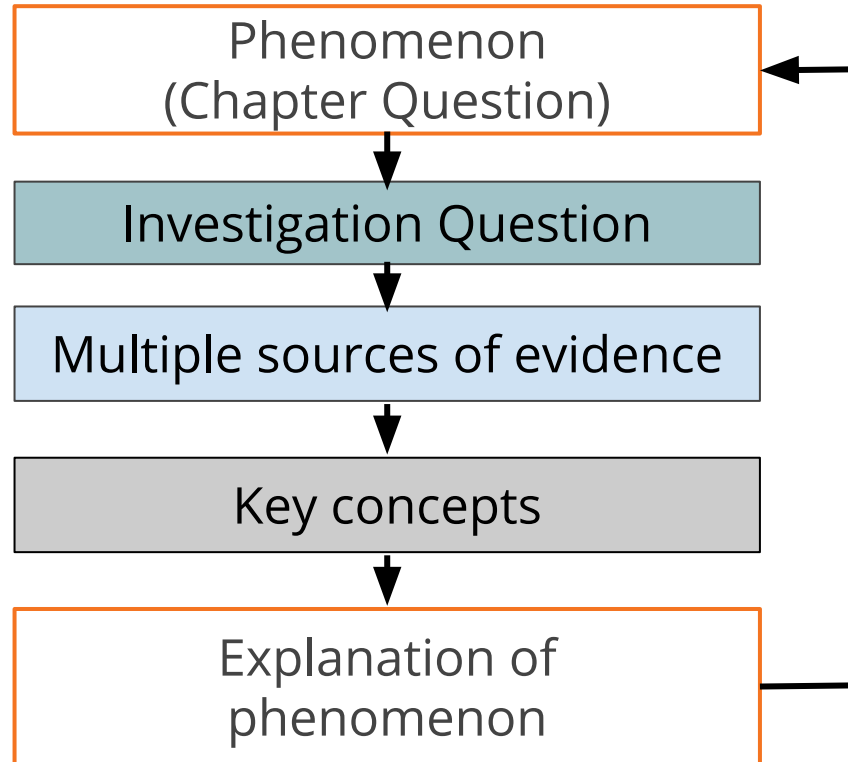 Phenomenon
(Chapter Question)
Investigation Question
Multiple sources of evidence
Key concepts
Explanation of
phenomenon